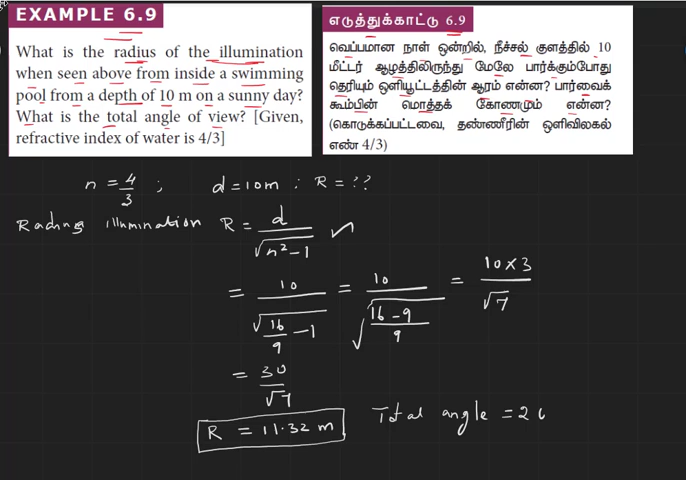 EXAMPLE 6.9
What is the radius of the illumination
when seen above from inside a swimming
pool from a depth of 10 m on a sunny day?
What is the total angle of view? [Given,
refractive index of water is 4/3]
எடுத்துக்காட்டு 6.9
வெப்பமான நாள் ஒன்றில், நீச்சல் குளத்தில் 10
மீட்டர் ஆழத்திலிருந்து மேலே பார்க்கும்போது
தெரியும் ஒளியூட்டத்தின் ஆரம் என்ன? பார்வைக்
கூம்பின் மொத்தக் கோணமும் என்ன?
(கொடுக்கப்பட்டவை, தண்ணீரின் ஒளிவிலகல்
எண் 4/3)
n = 4/3 ; d = 10m ; R = ??
Radius illumination R = d/√(n² - 1)
= 10/√(16/9 - 1) = 10/√((16 - 9)/9) = 10 × 3/√7
= 30/√7
R = 11.32 m
Total angle = 2